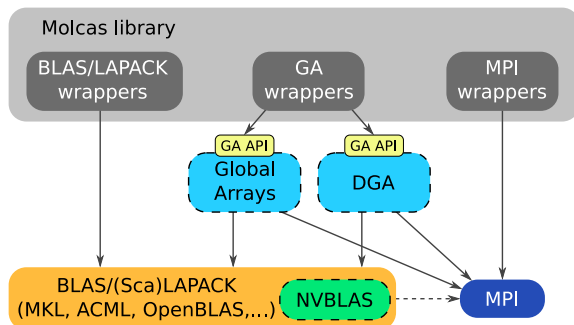 Molcas library
BLAS/LAPACK
wrappers
GA
wrappers
MPI
wrappers
GA API
GA API
Global
Arrays
DGA
BLAS/(Sca)LAPACK
(MKL, ACML, OpenBLAS,...)
NVBLAS
MPI